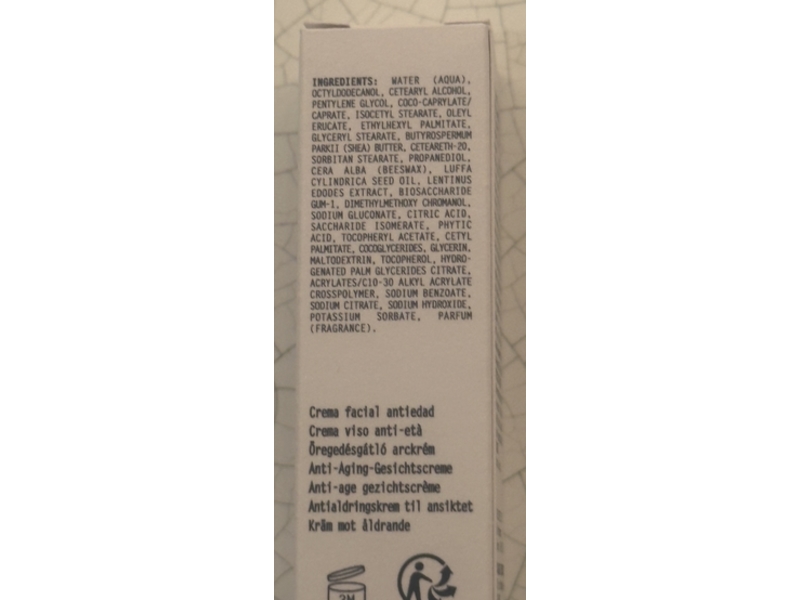 INGREDIENTS: WATER (AQUA),
OCTYLDODECANOL, CETEARYL ALCOHOL,
PENTYLENE GLYCOL, COCO-CAPRYLATE/
CAPRATE, ISOCETYL STEARATE, OLEYL
ERUCATE, ETHYLHEXYL PALMITATE,
GLYCERYL STEARATE, BUTYROSPERMUM
PARKII (SHEA) BUTTER, CETEARETH-20,
SORBITAN STEARATE, PROPANEDIOL,
CERA ALBA (BEESWAX), LUFFA
CYLINDRICA SEED OIL, LENTINUS
EDODES EXTRACT, BIOSACCHARIDE
GUM-1, DIMETHYLMETHOXY CHROMANOL,
SODIUM GLUCONATE, CITRIC ACID,
SACCHARIDE ISOMERATE, PHYTIC
ACID, TOCOPHERYL ACETATE, CETYL
PALMITATE, COCOGLYCERIDES, GLYCERIN,
MALTODEXTRIN, TOCOPHEROL, HYDRO-
GENATED PALM GLYCERIDES CITRATE,
ACRYLATES/C10-30 ALKYL ACRYLATE
CROSSPOLYMER, SODIUM BENZOATE,
SODIUM CITRATE, SODIUM HYDROXIDE,
POTASSIUM SORBATE, PARFUM
(FRAGRANCE).
Crema facial antiedad
Crema viso anti-età
Öregedésgátló arckrém
Anti-Aging-Gesichtscreme
Anti-age gezichtscrème
Antialdringskrem til ansiktet
Kräm mot åldrande